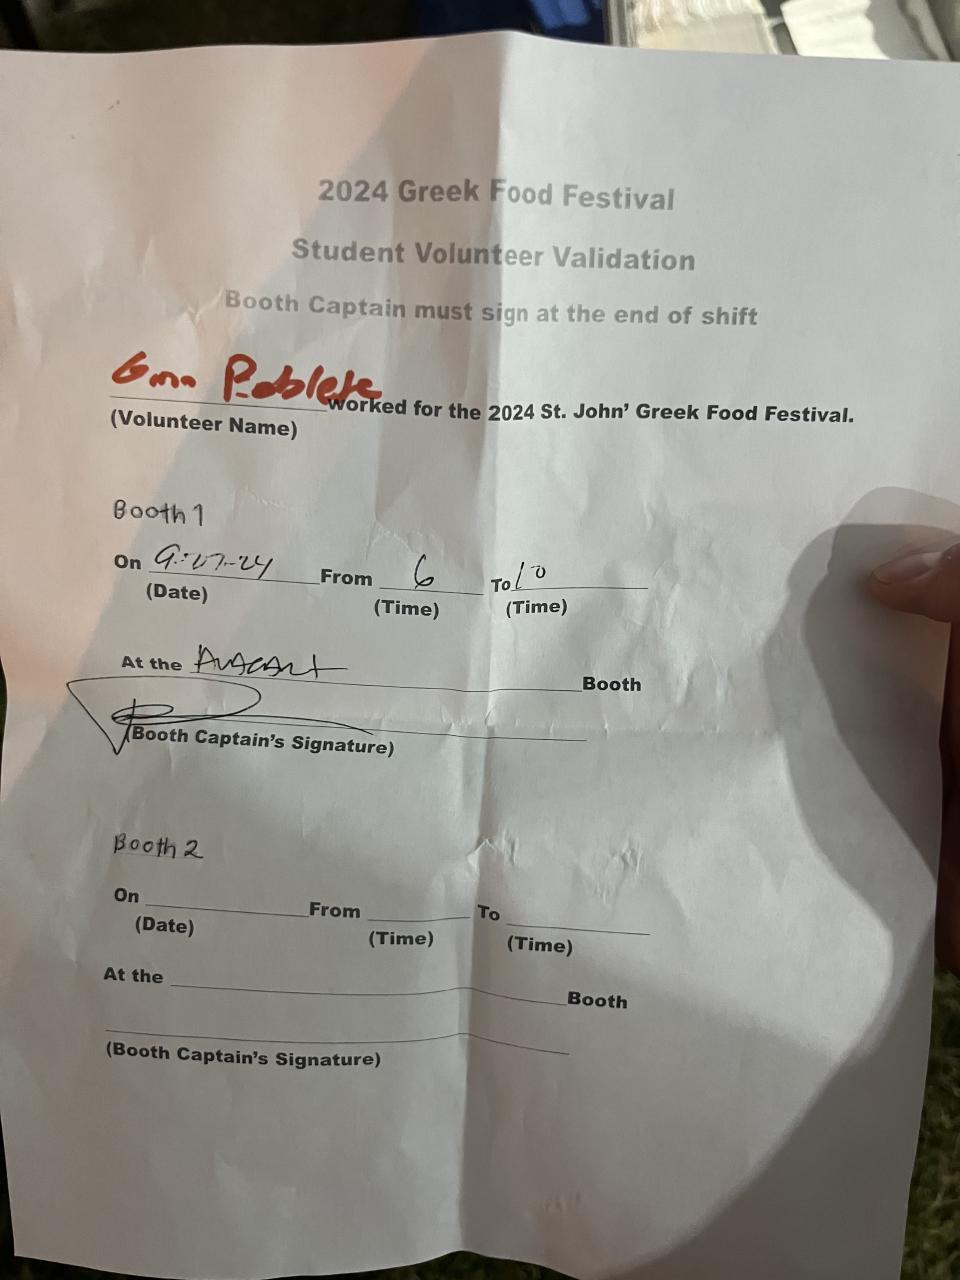 2024 Greek Food Festival
Student Volunteer Validation
Booth Captain must sign at the end of shift
worked for the 2024 St. John' Greek Food Festival.
(Volunteer Name)
Booth 1
On 9-27-24 From 6 To 10
(Date) (Time) (Time)
At the Booth
(Booth Captain's Signature)
Booth 2
On From To
(Date) (Time) (Time)
At the Booth
(Booth Captain's Signature)